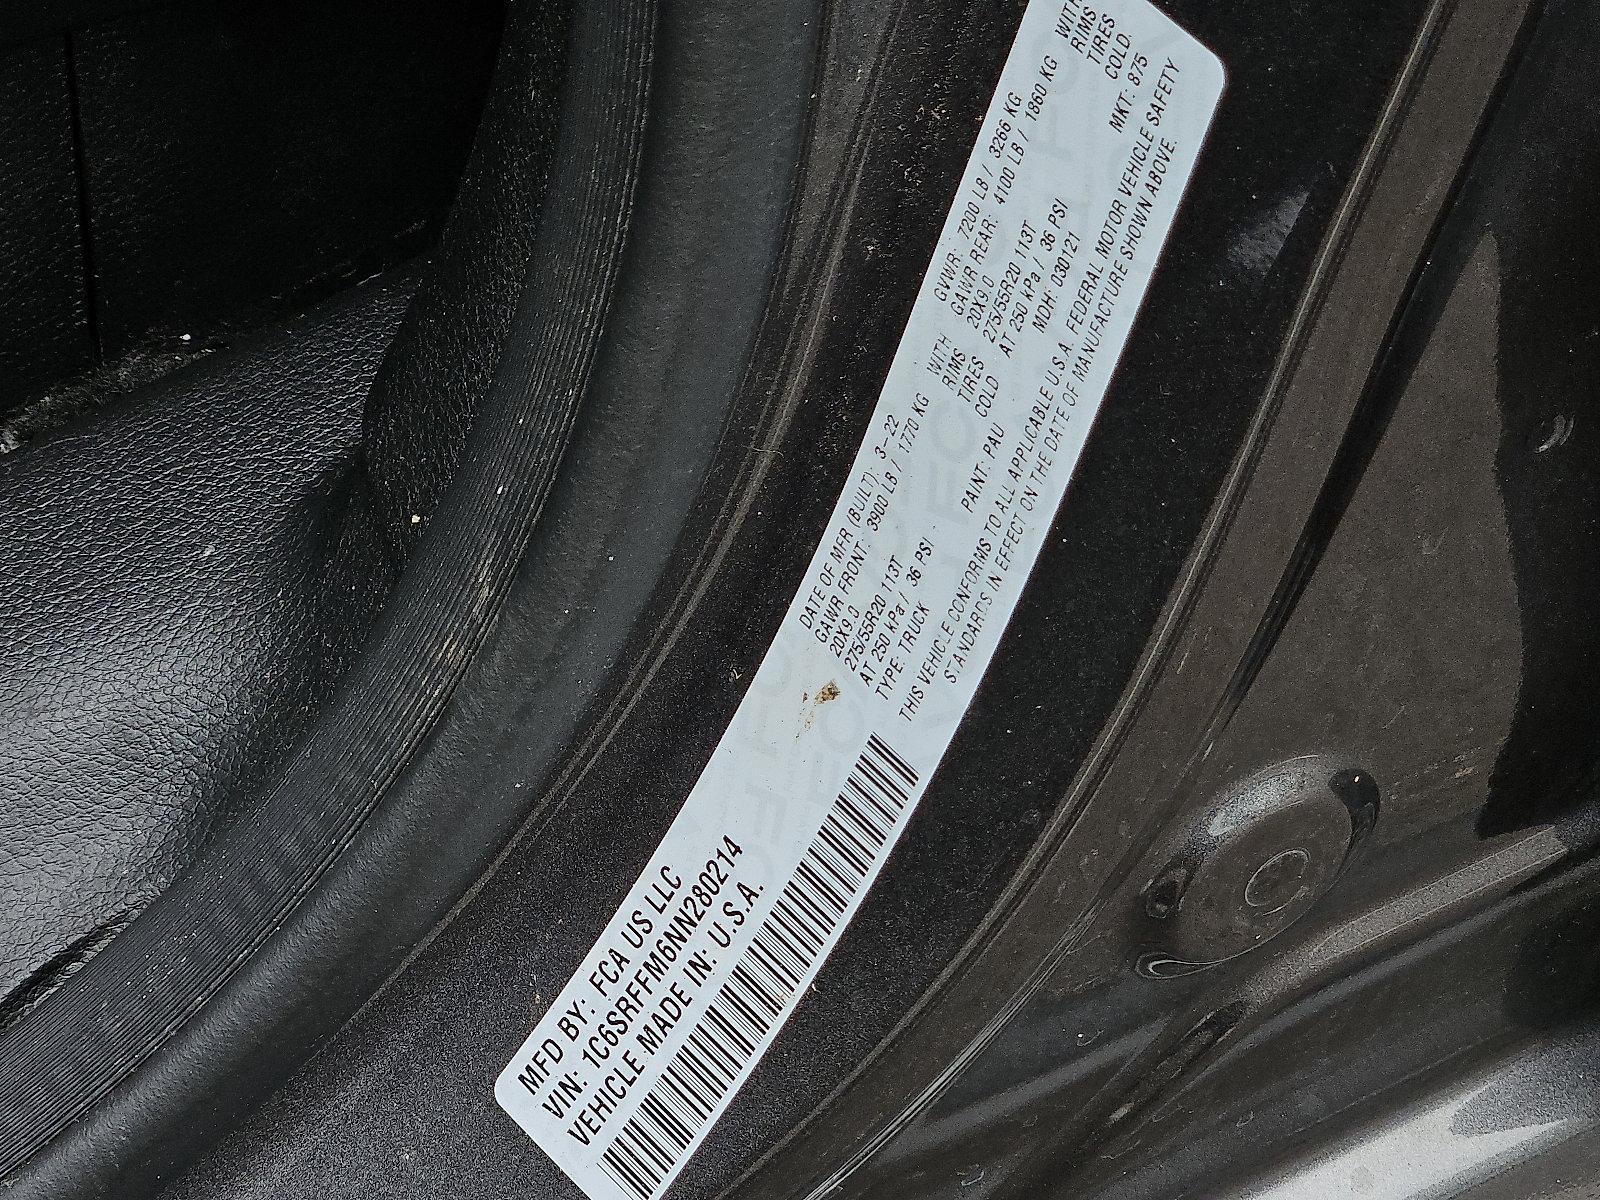 MFD BY: FCA US LLC
VIN: 1C6SRFFM6NN280214
VEHICLE MADE IN: U.S.A.
DATE OF MFR (BUILT): 3-22 GVWR: 7200 LB / 3266 KG
GAWR FRONT: 3900 LB / 1770 KG WITH GAWR REAR: 4100 LB / 1860 KG WITH
20X9.0 RIMS 20X9.0 RIMS
275/55R20 113T TIRES 275/55R20 113T TIRES
AT 250 kPa / 36 PSI COLD AT 250 kPa / 36 PSI COLD.
TYPE: TRUCK PAINT: PAU MDH: 030121 MKT: 875
THIS VEHICLE CONFORMS TO ALL APPLICABLE U.S.A. FEDERAL MOTOR VEHICLE SAFETY
STANDARDS IN EFFECT ON THE DATE OF MANUFACTURE SHOWN ABOVE.